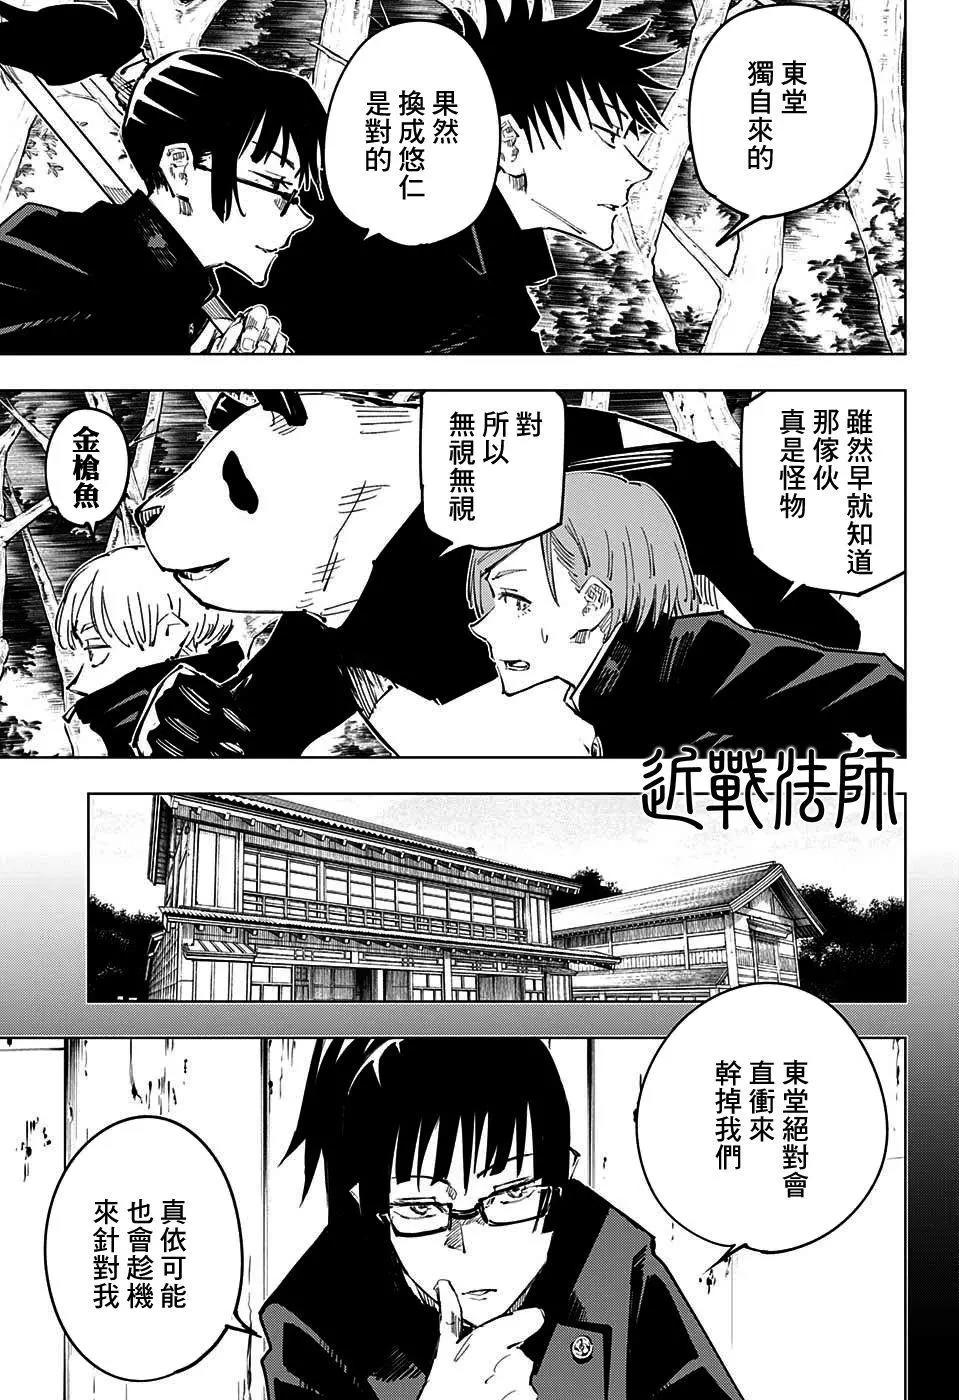 東堂
獨自來的
果然
換成悠仁
是對的
雖然早就知道
那傢伙
真是怪物
對
所以
無視無視
金槍魚
近戰法師
東堂絕對會
直衝來
幹掉我們
真依可能
也會趁機
來針對我